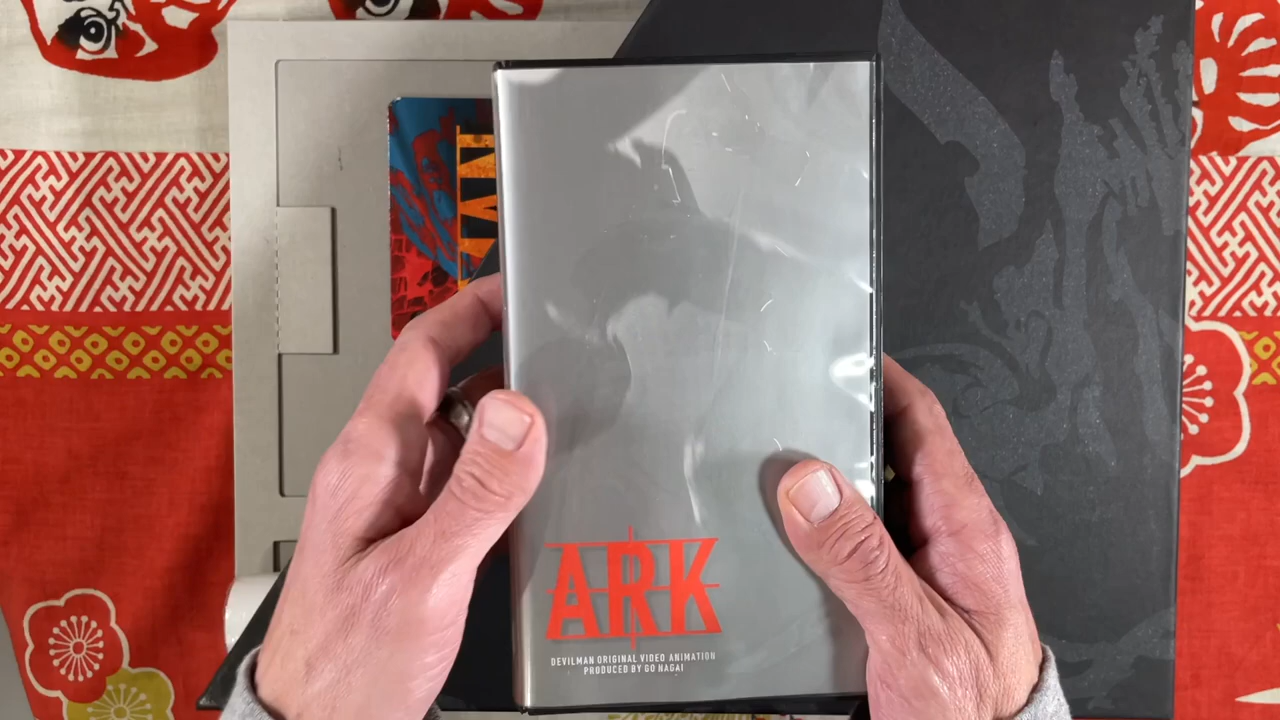 ARK
DEVILMAN ORIGINAL VIDEO ANIMATION
PRODUCED BY GO NAGAI